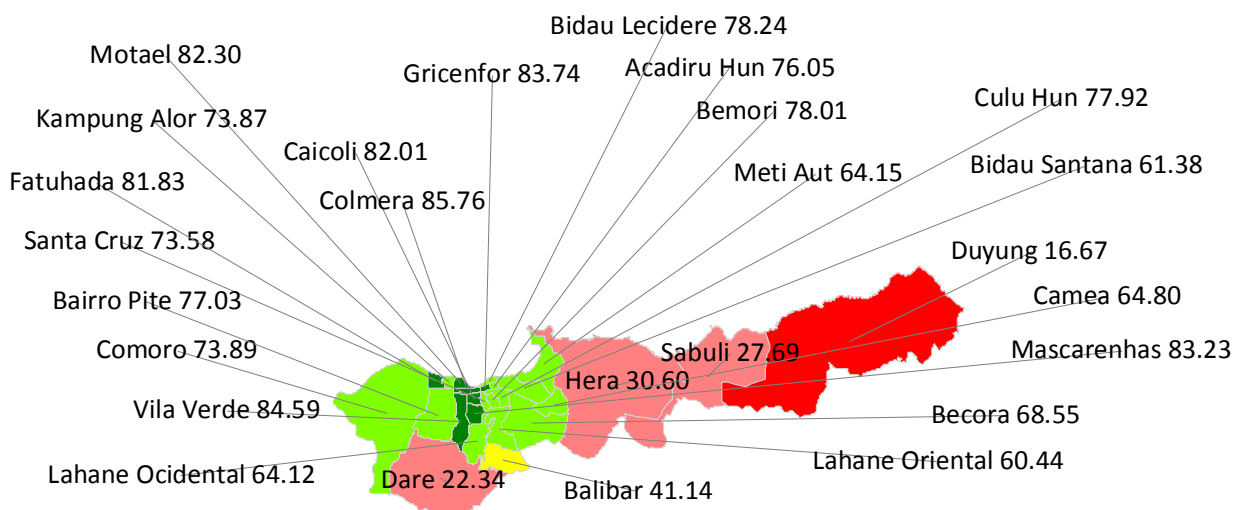 Bidau Lecidere 78.24
Motael 82.30
Gricenfor 83.74
Acadiru Hun 76.05
Culu Hun 77.92
Bemori 78.01
Kampung Alor 73.87
Caicoli 82.01
Meti Aut 64.15
Bidau Santana 61.38
Fatuhada 81.83
Colmera 85.76
Santa Cruz 73.58
Duyung 16.67
Bairro Pite 77.03
Camea 64.80
Comoro 73.89
Sabuli 27.69
Mascarenhas 83.23
Hera 30.60
Vila Verde 84.59
Becora 68.55
Lahane Oriental 60.44
Lahane Ocidental 64.12
Dare 22.34
Balibar 41.14